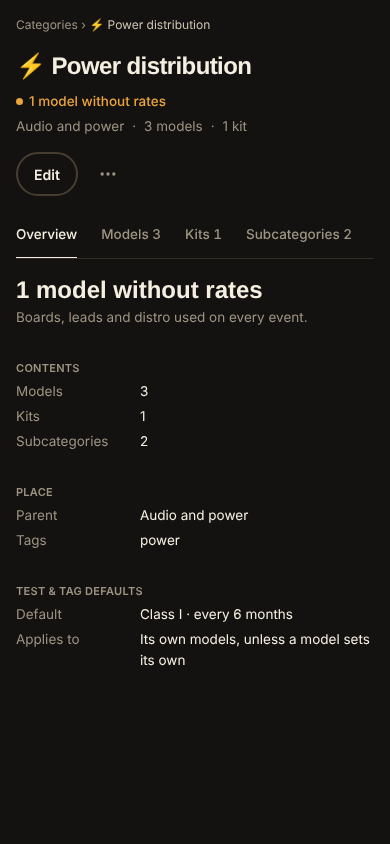 Categories › ⚡ Power distribution
⚡ Power distribution
1 model without rates
Audio and power · 3 models · 1 kit
Edit
Overview Models 3 Kits 1 Subcategories 2
1 model without rates
Boards, leads and distro used on every event.
CONTENTS
Models 3
Kits 1
Subcategories 2
PLACE
Parent Audio and power
Tags power
TEST & TAG DEFAULTS
Default Class I · every 6 months
Applies to Its own models, unless a model sets
its own